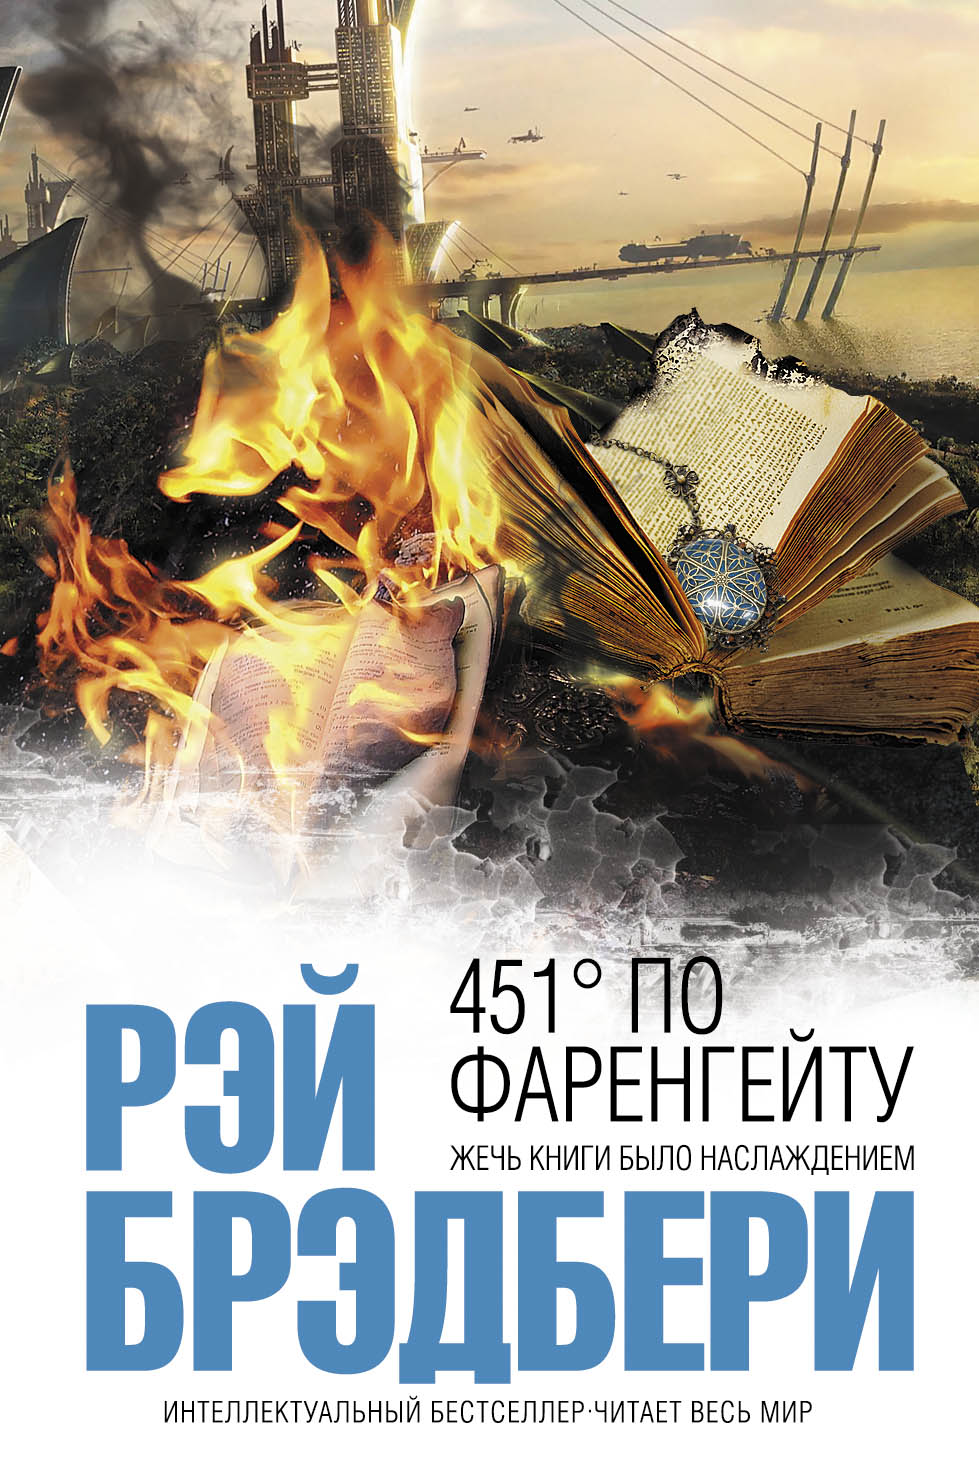 451° ПО
ФАРЕНГЕЙТУ
ЖЕЧЬ КНИГИ БЫЛО НАСЛАЖДЕНИЕМ
РЭЙ
БРЭДБЕРИ
ИНТЕЛЛЕКТУАЛЬНЫЙ БЕСТСЕЛЛЕР·ЧИТАЕТ ВЕСЬ МИР